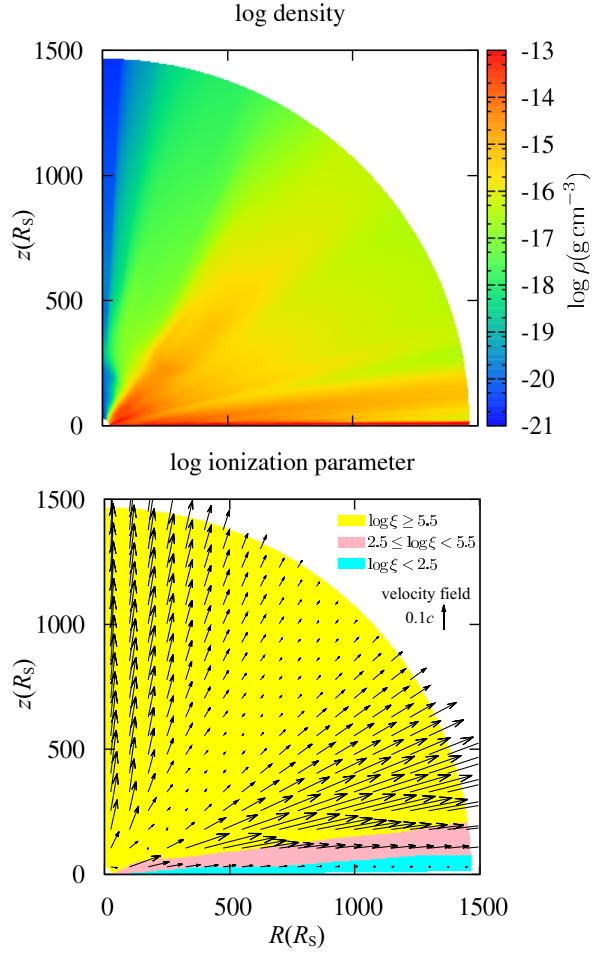 log density
1500
1000
500
0
z(R_S)
-13
-14
-15
-16
-17
-18
-19
-20
-21
log ρ(g cm⁻³)
log ionization parameter
1500
1000
500
0
z(R_S)
log ξ ≥ 5.5
2.5 ≤ log ξ < 5.5
log ξ < 2.5
velocity field
0.1c
0 500 1000 1500
R(R_S)